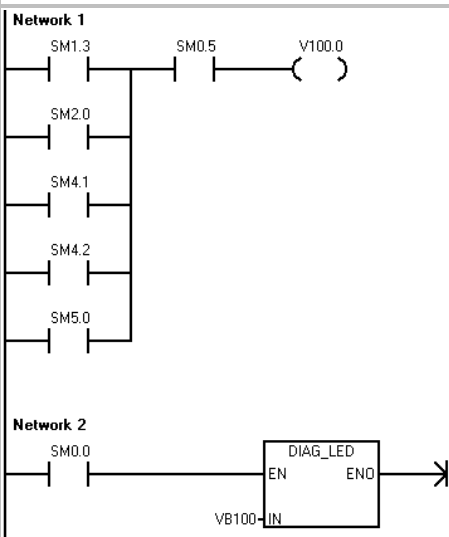 Network 1
SM1.3 SM0.5 V100.0
SM2.0
SM4.1
SM4.2
SM5.0
Network 2
SM0.0 DIAG_LED
EN ENO
VB100 IN